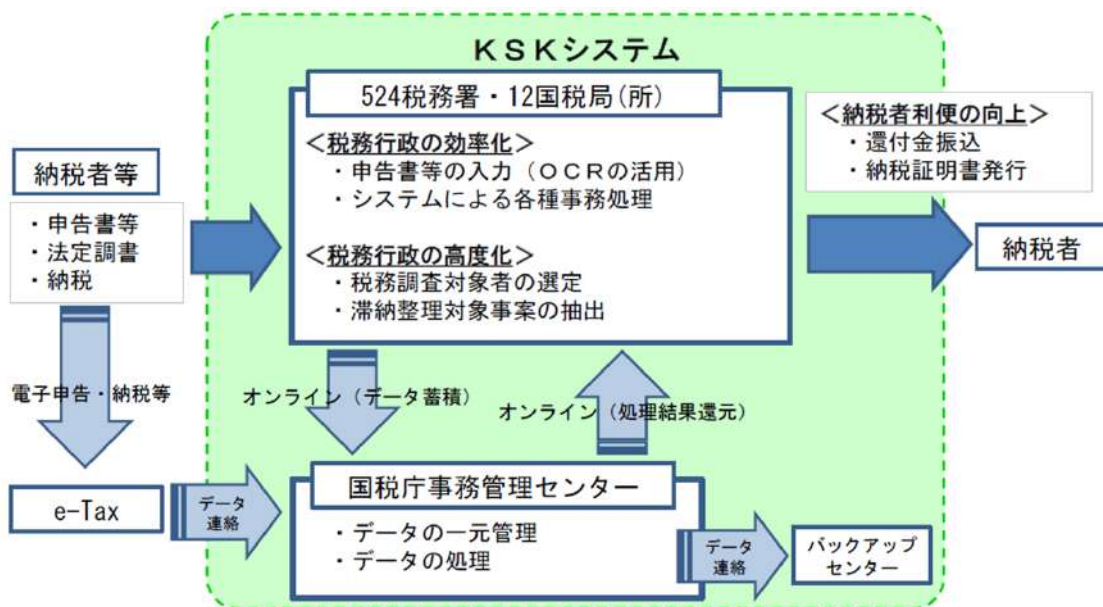 KSKシステム
524税務署・12国税局(所)
＜税務行政の効率化＞
・申告書等の入力（OCRの活用）
・システムによる各種事務処理
＜税務行政の高度化＞
・税務調査対象者の選定
・滞納整理対象事案の抽出
納税者等
・申告書等
・法定調書
・納税
＜納税者利便の向上＞
・還付金振込
・納税証明書発行
納税者
電子申告・納税等
オンライン（データ蓄積）
オンライン（処理結果還元）
e-Tax
データ
連絡
国税庁事務管理センター
・データの一元管理
・データの処理
データ
連絡
バックアップ
センター